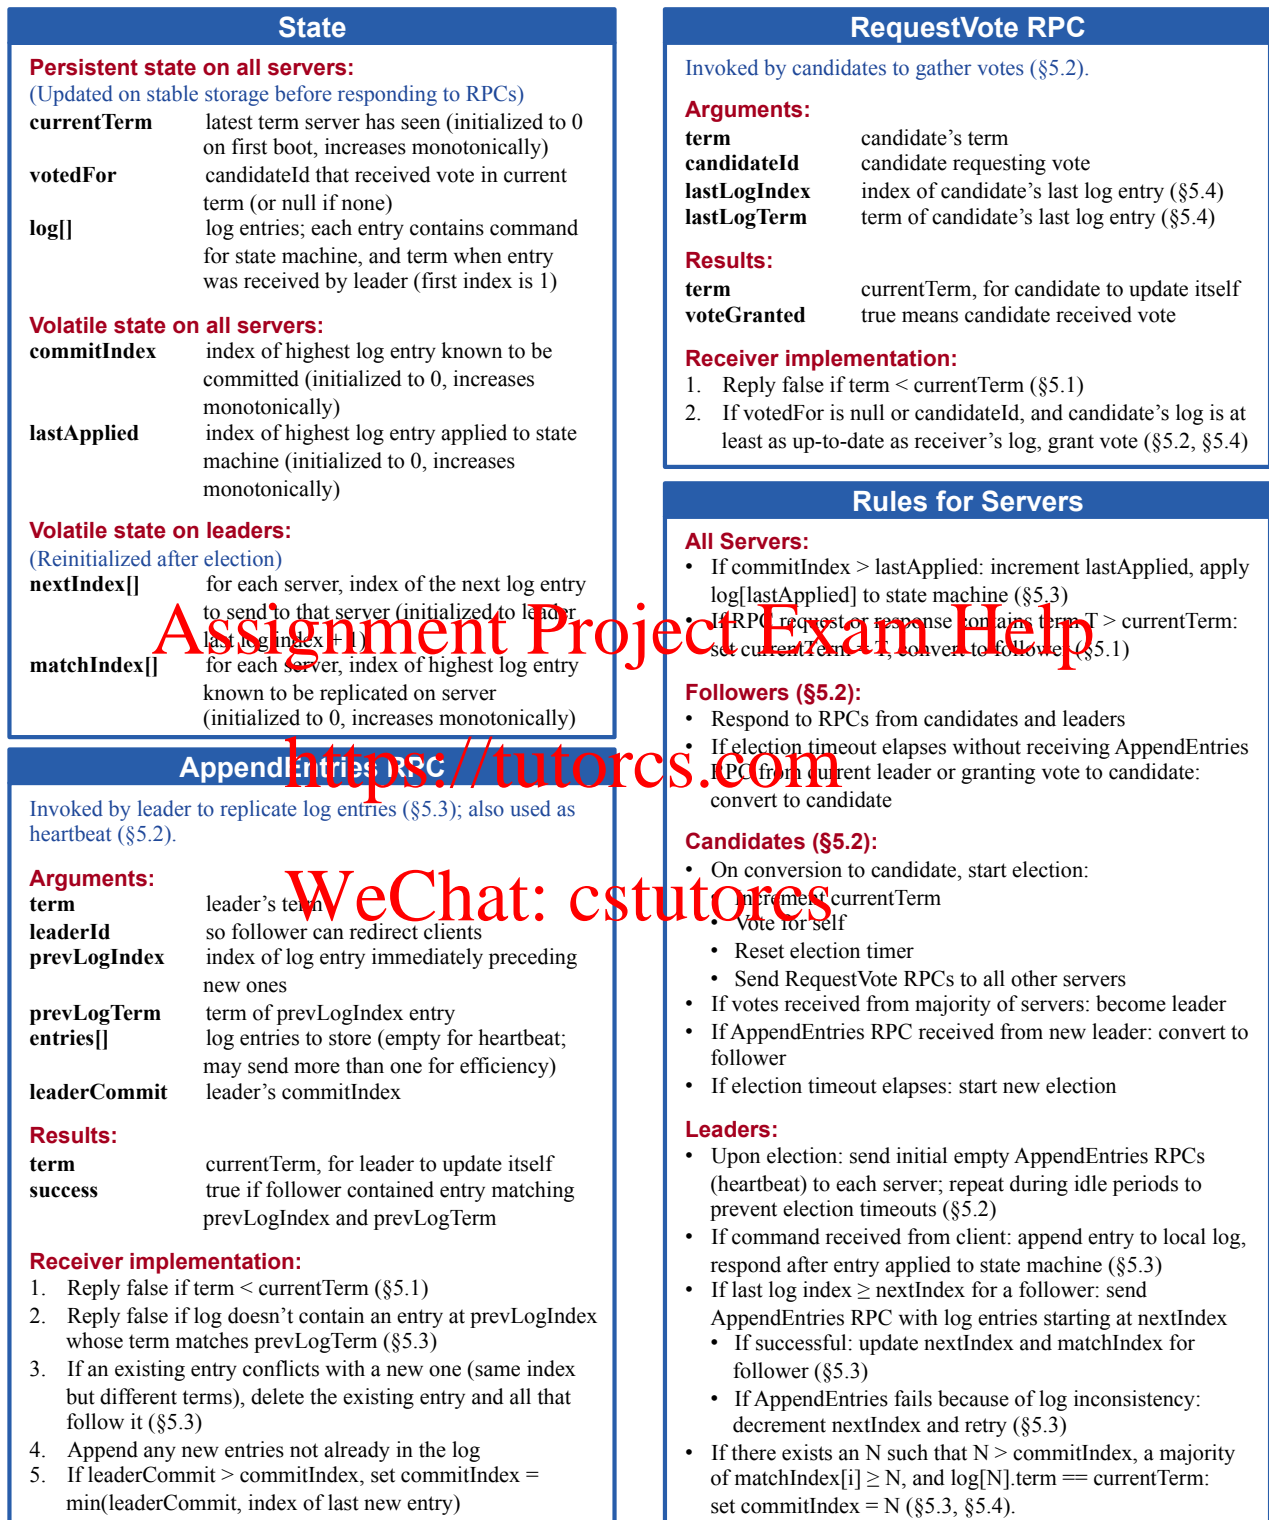 State
Persistent state on all servers:
(Updated on stable storage before responding to RPCs)
currentTerm latest term server has seen (initialized to 0
on first boot, increases monotonically)
votedFor candidateId that received vote in current
term (or null if none)
log[] log entries; each entry contains command
for state machine, and term when entry
was received by leader (first index is 1)
Volatile state on all servers:
commitIndex index of highest log entry known to be
committed (initialized to 0, increases
monotonically)
lastApplied index of highest log entry applied to state
machine (initialized to 0, increases
monotonically)
Volatile state on leaders:
(Reinitialized after election)
nextIndex[] for each server, index of the next log entry
to send to that server (initialized to leader
last log index + 1)
matchIndex[] for each server, index of highest log entry
known to be replicated on server
(initialized to 0, increases monotonically)
AppendEntries RPC
Invoked by leader to replicate log entries (§5.3); also used as
heartbeat (§5.2).
Arguments:
term leader's term
leaderId so follower can redirect clients
prevLogIndex index of log entry immediately preceding
new ones
prevLogTerm term of prevLogIndex entry
entries[] log entries to store (empty for heartbeat;
may send more than one for efficiency)
leaderCommit leader's commitIndex
Results:
term currentTerm, for leader to update itself
success true if follower contained entry matching
prevLogIndex and prevLogTerm
Receiver implementation:
1. Reply false if term < currentTerm (§5.1)
2. Reply false if log doesn't contain an entry at prevLogIndex
whose term matches prevLogTerm (§5.3)
3. If an existing entry conflicts with a new one (same index
but different terms), delete the existing entry and all that
follow it (§5.3)
4. Append any new entries not already in the log
5. If leaderCommit > commitIndex, set commitIndex =
min(leaderCommit, index of last new entry)
RequestVote RPC
Invoked by candidates to gather votes (§5.2).
Arguments:
term candidate's term
candidateId candidate requesting vote
lastLogIndex index of candidate's last log entry (§5.4)
lastLogTerm term of candidate's last log entry (§5.4)
Results:
term currentTerm, for candidate to update itself
voteGranted true means candidate received vote
Receiver implementation:
1. Reply false if term < currentTerm (§5.1)
2. If votedFor is null or candidateId, and candidate's log is at
least as up-to-date as receiver's log, grant vote (§5.2, §5.4)
Rules for Servers
All Servers:
• If commitIndex > lastApplied: increment lastApplied, apply
log[lastApplied] to state machine (§5.3)
• If RPC request or response contains term T > currentTerm:
set currentTerm = T, convert to follower (§5.1)
Followers (§5.2):
• Respond to RPCs from candidates and leaders
• If election timeout elapses without receiving AppendEntries
RPC from current leader or granting vote to candidate:
convert to candidate
Candidates (§5.2):
• On conversion to candidate, start election:
• Increment currentTerm
• Vote for self
• Reset election timer
• Send RequestVote RPCs to all other servers
• If votes received from majority of servers: become leader
• If AppendEntries RPC received from new leader: convert to
follower
• If election timeout elapses: start new election
Leaders:
• Upon election: send initial empty AppendEntries RPCs
(heartbeat) to each server; repeat during idle periods to
prevent election timeouts (§5.2)
• If command received from client: append entry to local log,
respond after entry applied to state machine (§5.3)
• If last log index ≥ nextIndex for a follower: send
AppendEntries RPC with log entries starting at nextIndex
• If successful: update nextIndex and matchIndex for
follower (§5.3)
• If AppendEntries fails because of log inconsistency:
decrement nextIndex and retry (§5.3)
• If there exists an N such that N > commitIndex, a majority
of matchIndex[i] ≥ N, and log[N].term == currentTerm:
set commitIndex = N (§5.3, §5.4).
Assignment Project Exam Help
https://tutorcs.com
WeChat: cstutorcs